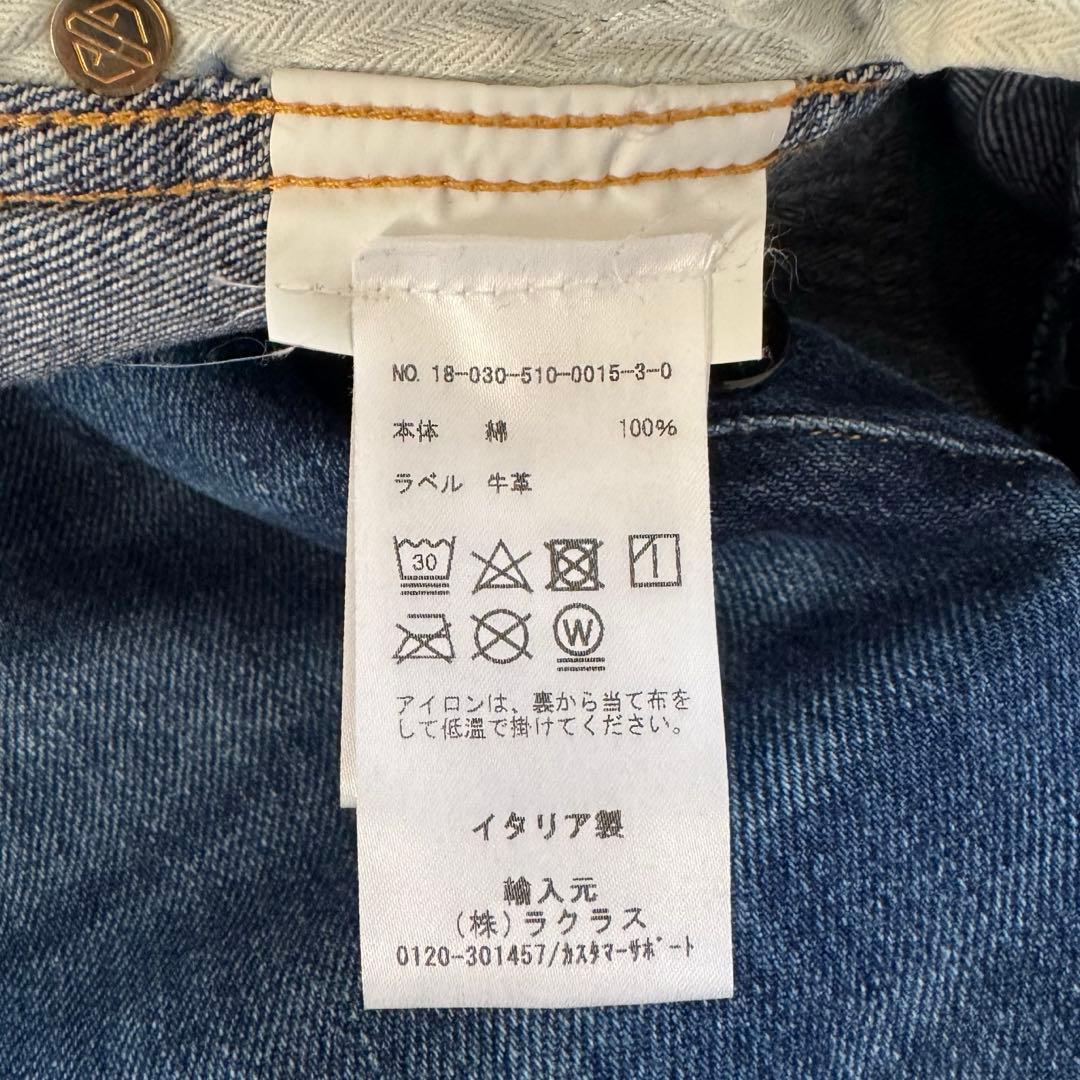 NO. 18-030-510-0015-3-0
本体 綿 100%
ラベル 牛革
30
W
アイロンは、裏から当て布を
して低温で掛けてください。
イタリア製
輸入元
(株)ラクラス
0120-301457/カスタマーサポート